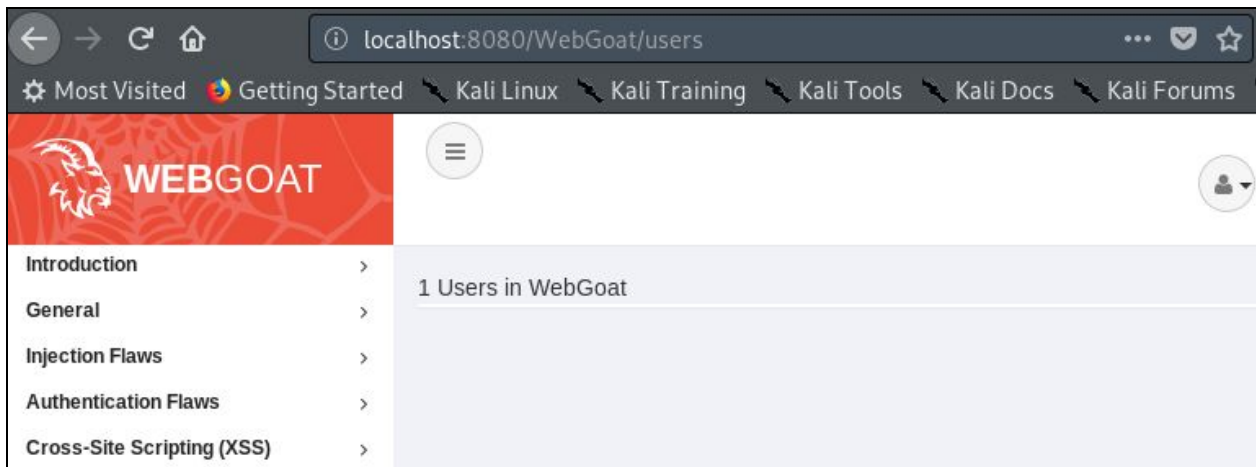 localhost:8080/WebGoat/users
Most Visited Getting Started Kali Linux Kali Training Kali Tools Kali Docs Kali Forums
WEBGOAT
Introduction
General
Injection Flaws
Authentication Flaws
Cross-Site Scripting (XSS)
1 Users in WebGoat